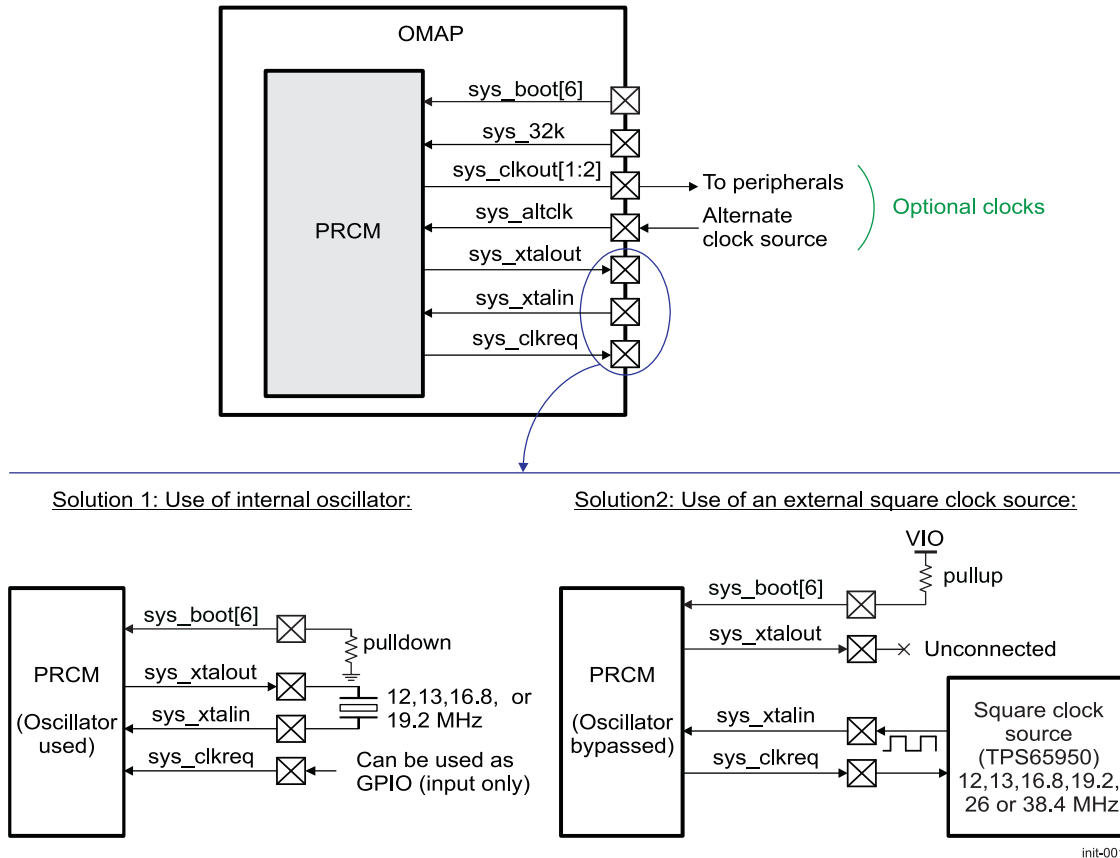 OMAP
PRCM
sys_boot[6]
sys_32k
sys_clkout[1:2]
sys_altclk
sys_xtalout
sys_xtalin
sys_clkreq
To peripherals
Alternate
clock source
Optional clocks
Solution 1: Use of internal oscillator:
PRCM
(Oscillator
used)
sys_boot[6]
pulldown
sys_xtalout
12,13,16.8, or
19.2 MHz
sys_xtalin
sys_clkreq
Can be used as
GPIO (input only)
Solution2: Use of an external square clock source:
VIO
pullup
PRCM
(Oscillator
bypassed)
sys_boot[6]
sys_xtalout
Unconnected
sys_xtalin
sys_clkreq
Square clock
source
(TPS65950)
12,13,16.8,19.2,
26 or 38.4 MHz
init-001